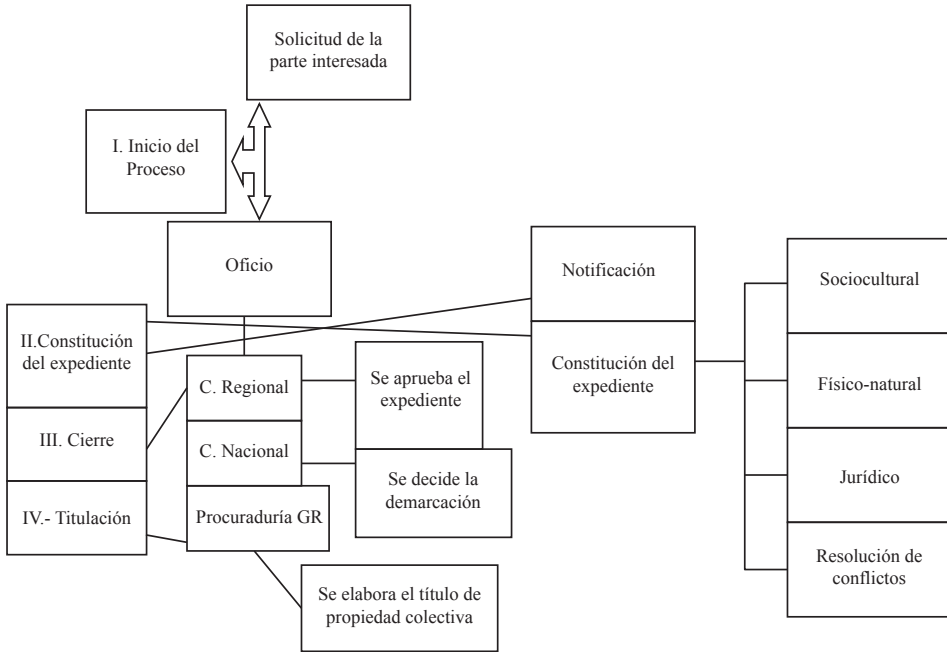 Solicitud de la
parte interesada
I. Inicio del
Proceso
Oficio
Notificación
Sociocultural
II.Constitución
del expediente
Constitución del
expediente
Físico-natural
C. Regional
Se aprueba el
expediente
III. Cierre
C. Nacional
Se decide la
demarcación
Jurídico
IV.- Titulación
Procuraduría GR
Resolución de
conflictos
Se elabora el título de
propiedad colectiva